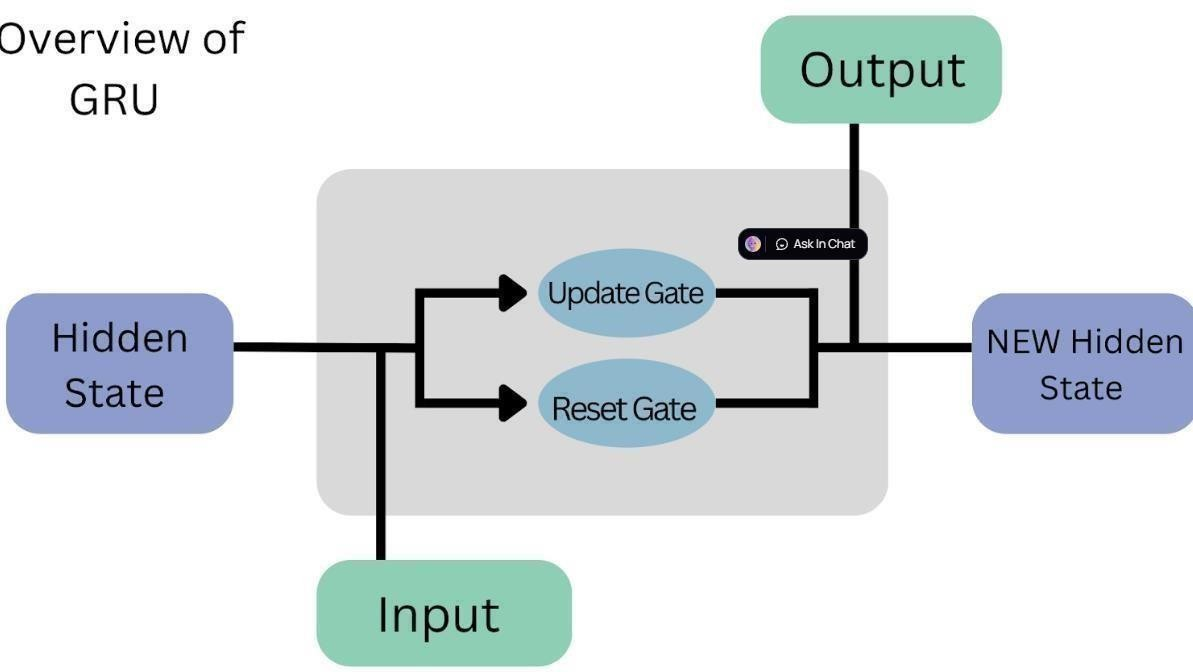 Overview of
GRU
Output
Ask In Chat
Update Gate
Hidden
State
NEW Hidden
State
Reset Gate
Input